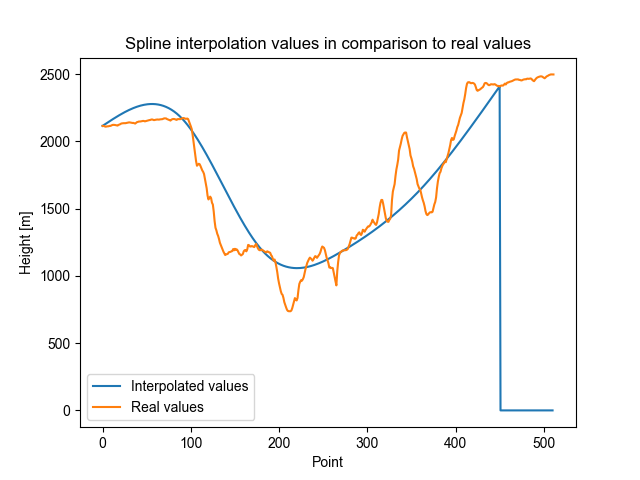 Spline interpolation values in comparison to real values
2500
2000
1500
1000
500
0
Height [m]
Interpolated values
Real values
0 100 200 300 400 500
Point